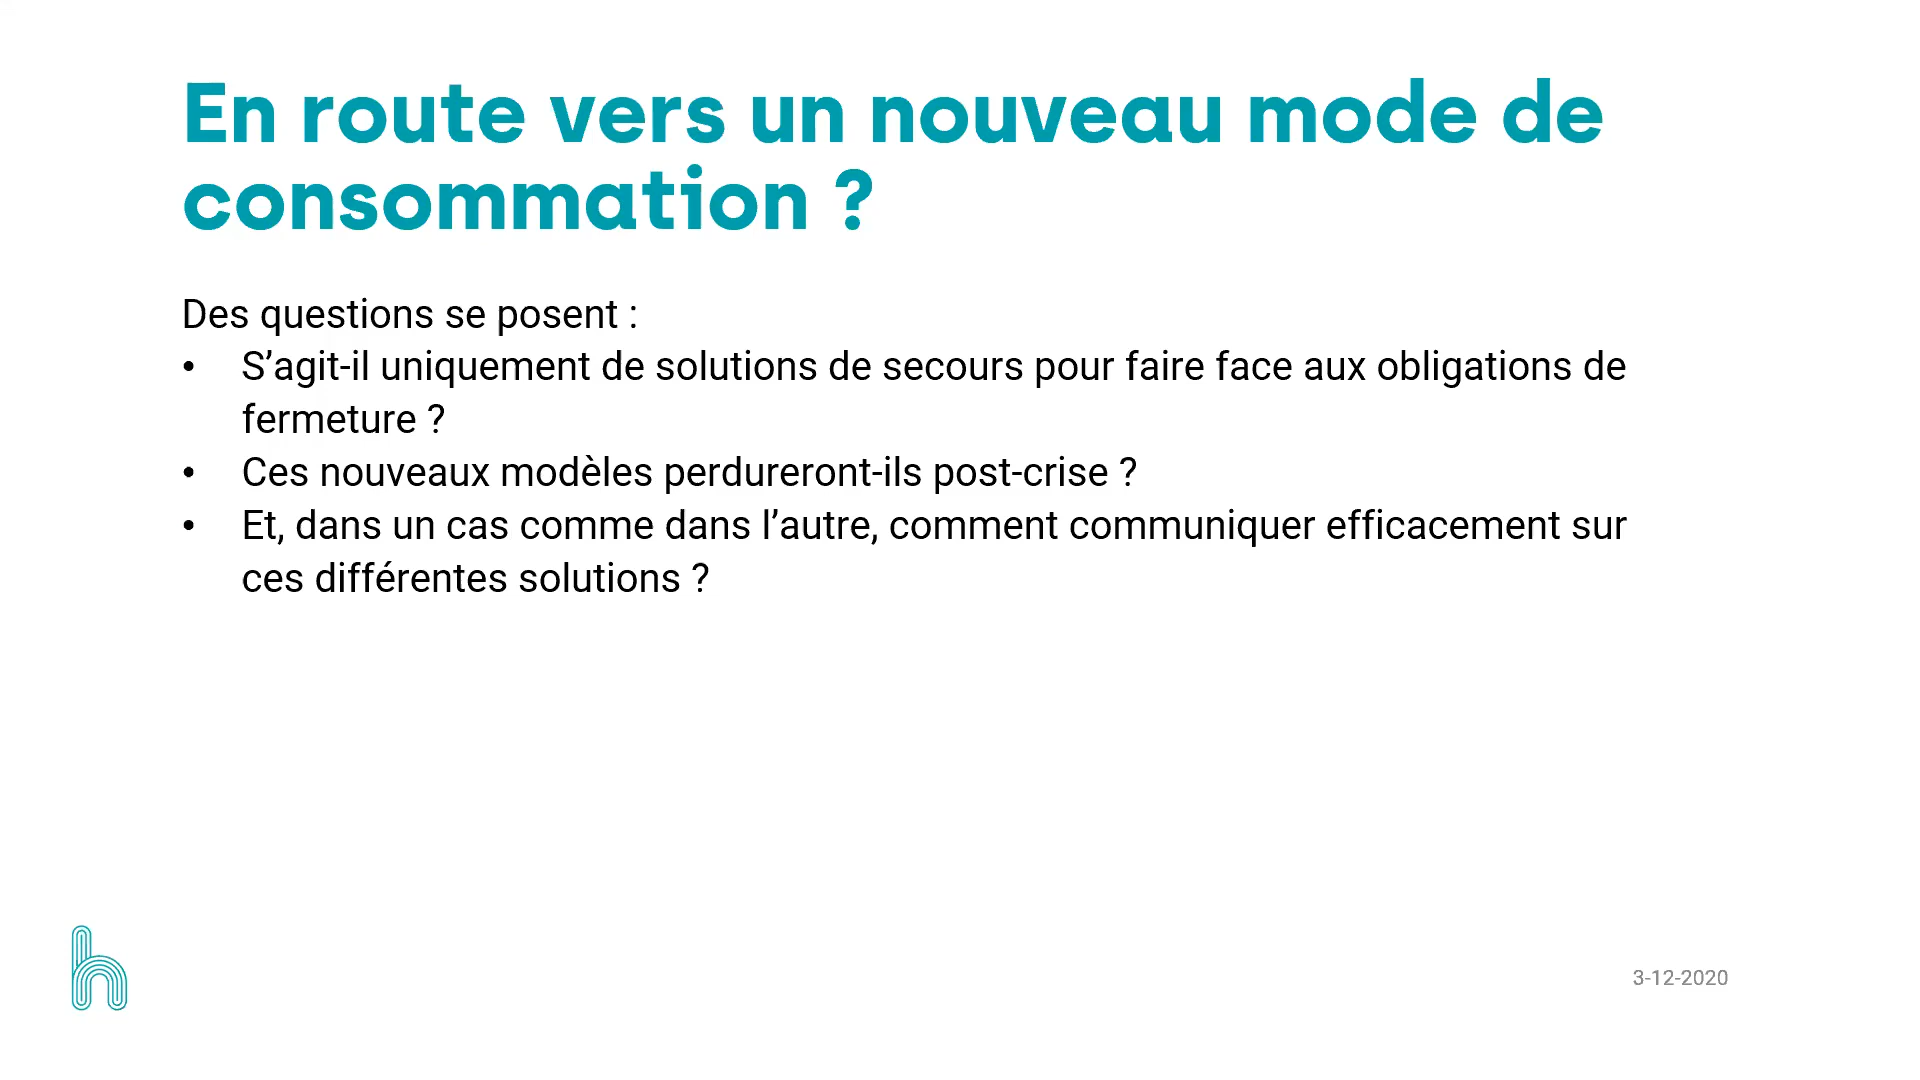 En route vers un nouveau mode de
consommation ?
Des questions se posent :
• S’agit-il uniquement de solutions de secours pour faire face aux obligations de
fermeture ?
• Ces nouveaux modèles perdureront-ils post-crise ?
• Et, dans un cas comme dans l’autre, comment communiquer efficacement sur
ces différentes solutions ?
h
3-12-2020